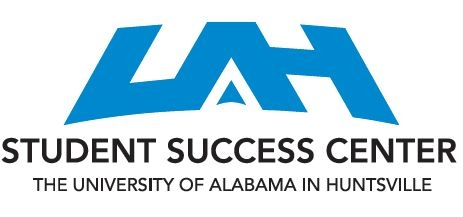 UAH
STUDENT SUCCESS CENTER
THE UNIVERSITY OF ALABAMA IN HUNTSVILLE